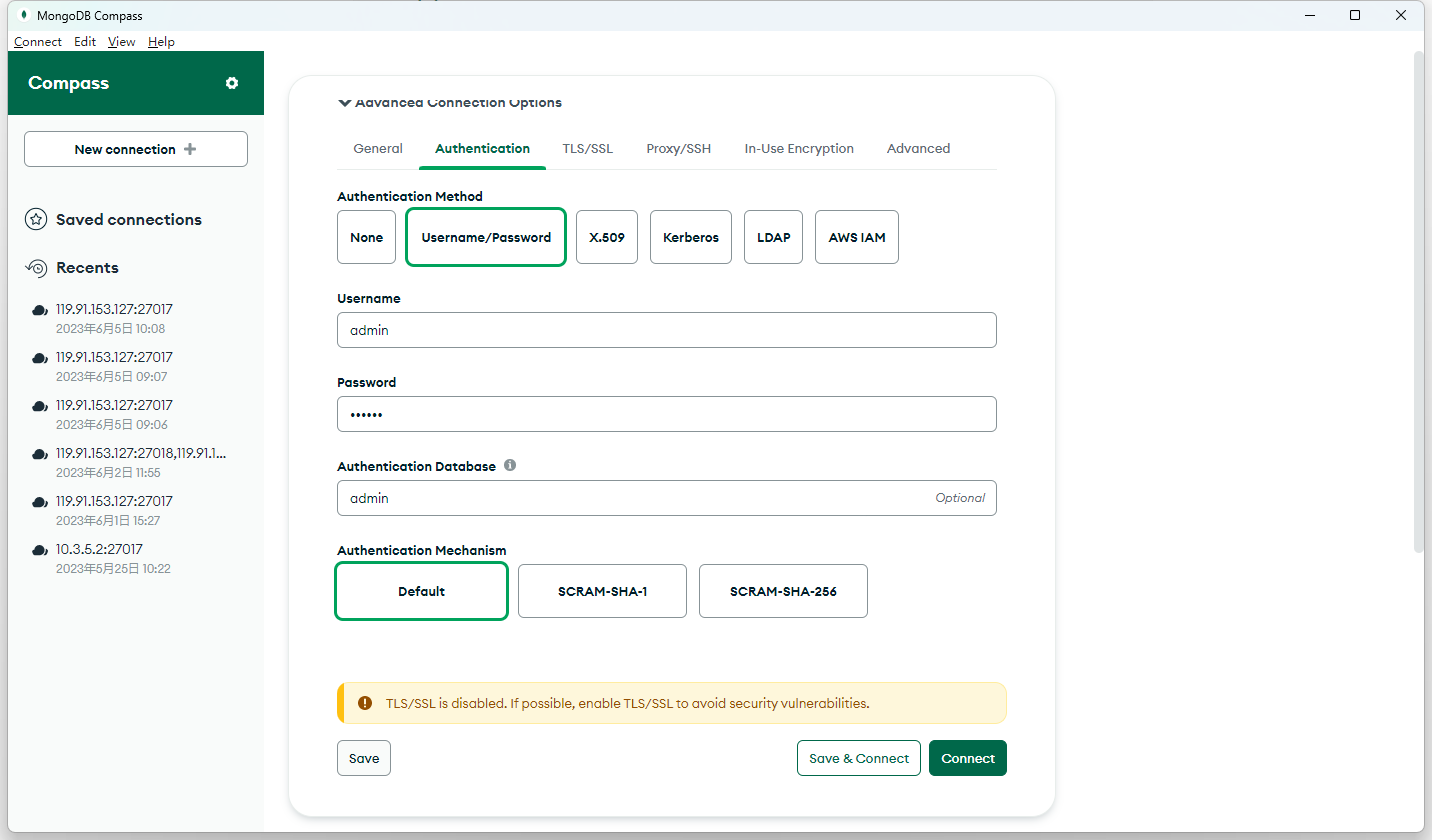 MongoDB Compass
Connect Edit View Help
Compass
New connection
Saved connections
Recents
119.91.153.127:27017
2023年6月5日 10:08
119.91.153.127:27017
2023年6月5日 09:07
119.91.153.127:27017
2023年6月5日 09:06
119.91.153.127:27018,119.91.1...
2023年6月2日 11:55
119.91.153.127:27017
2023年6月1日 15:27
10.3.5.2:27017
2023年5月25日 10:22
Advanced Connection Options
General Authentication TLS/SSL Proxy/SSH In-Use Encryption Advanced
Authentication Method
None Username/Password X.509 Kerberos LDAP AWS IAM
Username
admin
Password
••••••
Authentication Database
admin Optional
Authentication Mechanism
Default SCRAM-SHA-1 SCRAM-SHA-256
TLS/SSL is disabled. If possible, enable TLS/SSL to avoid security vulnerabilities.
Save Save & Connect Connect